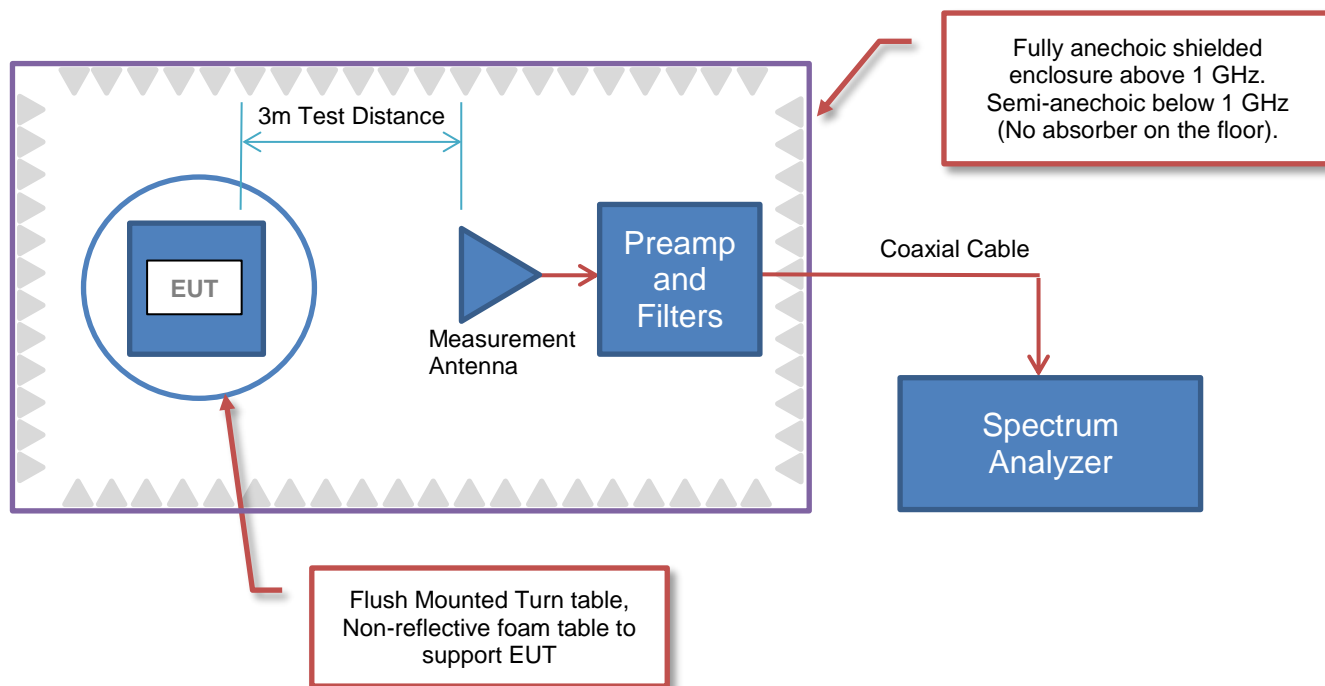 Fully anechoic shielded
enclosure above 1 GHz.
Semi-anechoic below 1 GHz
(No absorber on the floor).
3m Test Distance
EUT
Measurement
Antenna
Preamp
and
Filters
Coaxial Cable
Spectrum
Analyzer
Flush Mounted Turn table,
Non-reflective foam table to
support EUT